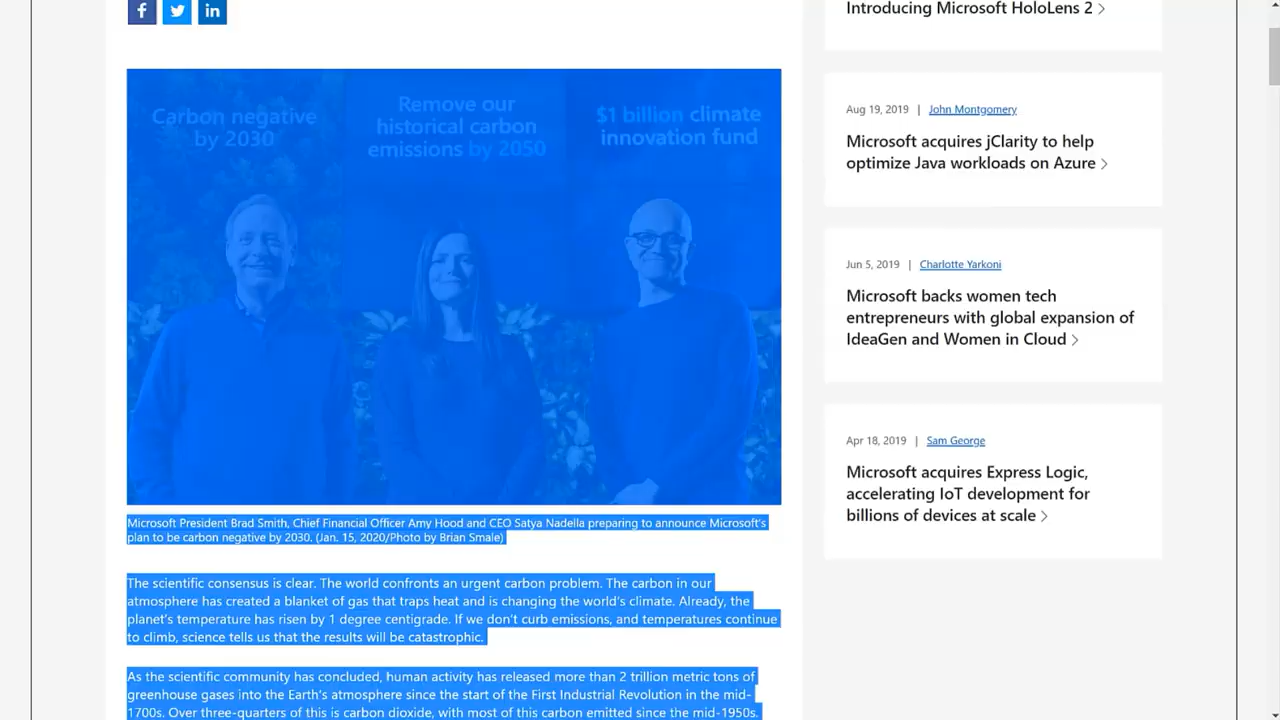 f
in
Carbon negative
by 2030
Remove our
historical carbon
emissions by 2050
$1 billion climate
innovation fund
Microsoft President Brad Smith, Chief Financial Officer Amy Hood and CEO Satya Nadella preparing to announce Microsoft's
plan to be carbon negative by 2030. (Jan. 15, 2020/Photo by Brian Smale)
The scientific consensus is clear. The world confronts an urgent carbon problem. The carbon in our
atmosphere has created a blanket of gas that traps heat and is changing the world's climate. Already, the
planet's temperature has risen by 1 degree centigrade. If we don't curb emissions, and temperatures continue
to climb, science tells us that the results will be catastrophic.
As the scientific community has concluded, human activity has released more than 2 trillion metric tons of
greenhouse gases into the Earth's atmosphere since the start of the First Industrial Revolution in the mid-
1700s. Over three-quarters of this is carbon dioxide, with most of this carbon emitted since the mid-1950s.
Introducing Microsoft HoloLens 2 >
Aug 19, 2019 | John Montgomery
Microsoft acquires jClarity to help
optimize Java workloads on Azure >
Jun 5, 2019 | Charlotte Yarkoni
Microsoft backs women tech
entrepreneurs with global expansion of
IdeaGen and Women in Cloud >
Apr 18, 2019 | Sam George
Microsoft acquires Express Logic,
accelerating IoT development for
billions of devices at scale >